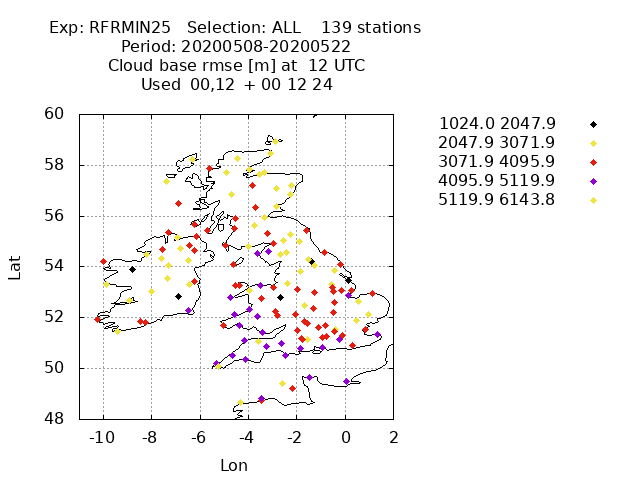 Exp: RFRMIN25 Selection: ALL 139 stations
Period: 20200508-20200522
Cloud base rmse [m] at 12 UTC
Used 00,12 + 00 12 24
1024.0 2047.9
2047.9 3071.9
3071.9 4095.9
4095.9 5119.9
5119.9 6143.8
60
58
56
54
52
50
48
Lat
-10 -8 -6 -4 -2 0 2
Lon